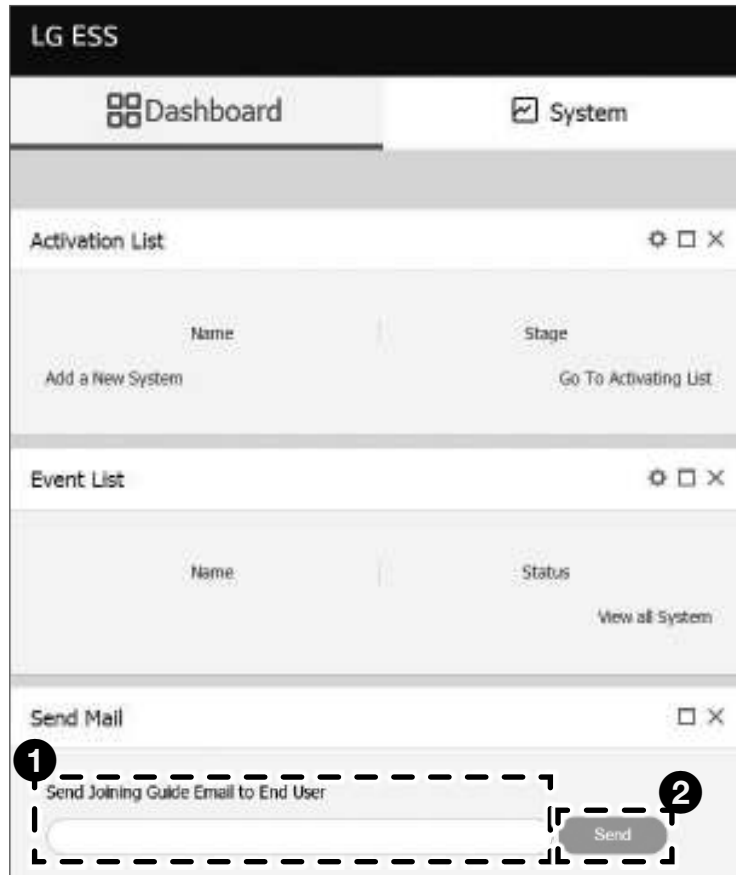 LG ESS
Dashboard System
Activation List
Name Stage
Add a New System Go To Activating List
Event List
Name Status
View all System
Send Mail
1
Send Joining Guide Email to End User
2
Send